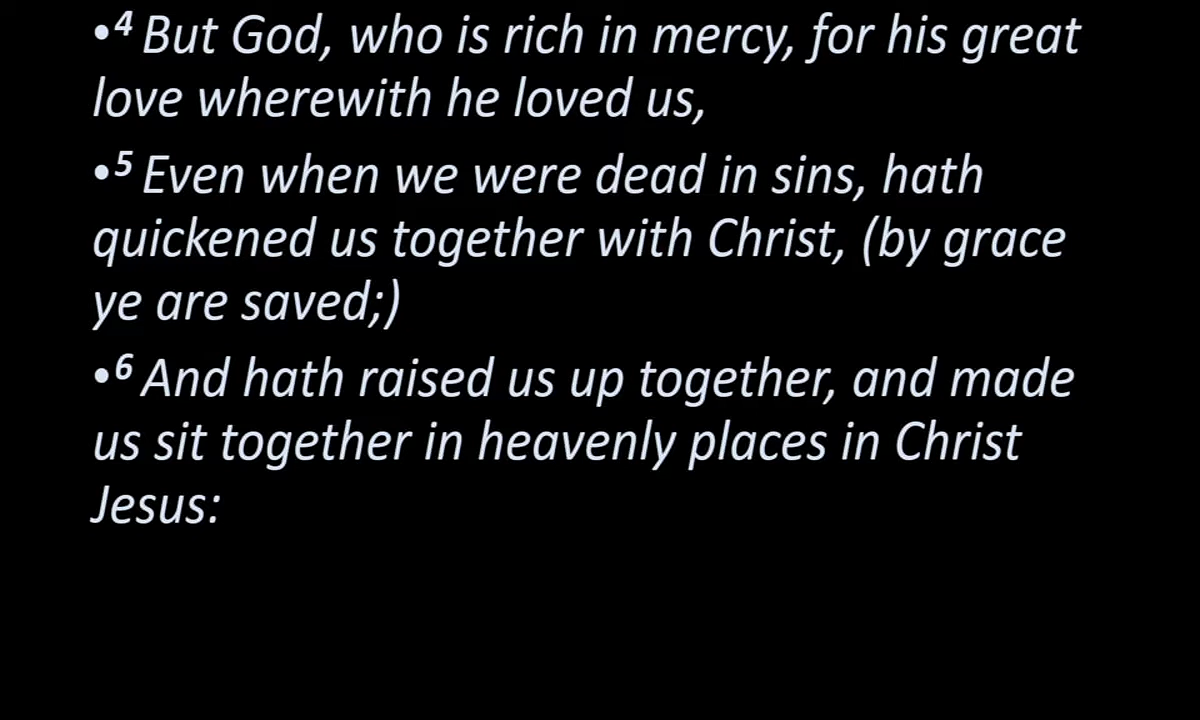 •4 But God, who is rich in mercy, for his great
love wherewith he loved us,
•5 Even when we were dead in sins, hath
quickened us together with Christ, (by grace
ye are saved;)
•6 And hath raised us up together, and made
us sit together in heavenly places in Christ
Jesus: